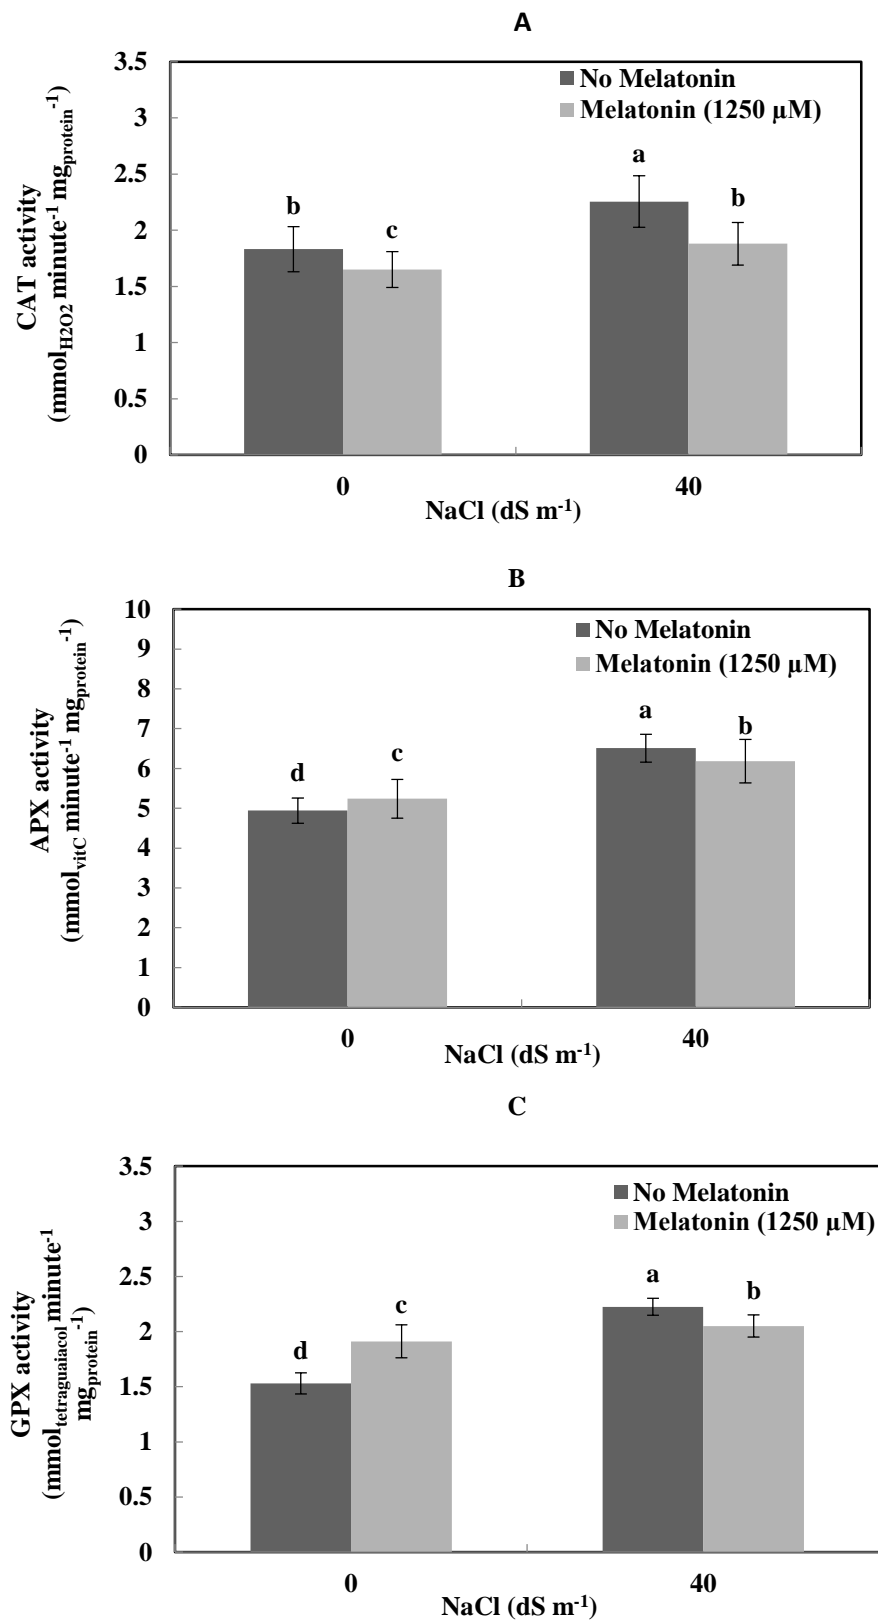 A
3.5
3
2.5
2
1.5
1
0.5
0
CAT activity
(mmolH2O2 minute-1 mgprotein-1)
No Melatonin
Melatonin (1250 µM)
b
c
a
b
0
40
NaCl (dS m-1)
B
10
9
8
7
6
5
4
3
2
1
0
APX activity
(mmolvitC minute-1 mgprotein-1)
No Melatonin
Melatonin (1250 µM)
d
c
a
b
0
40
NaCl (dS m-1)
C
3.5
3
2.5
2
1.5
1
0.5
0
GPX activity
(mmoltetraguaiacol minute-1
mgprotein-1)
No Melatonin
Melatonin (1250 µM)
d
c
a
b
0
40
NaCl (dS m-1)